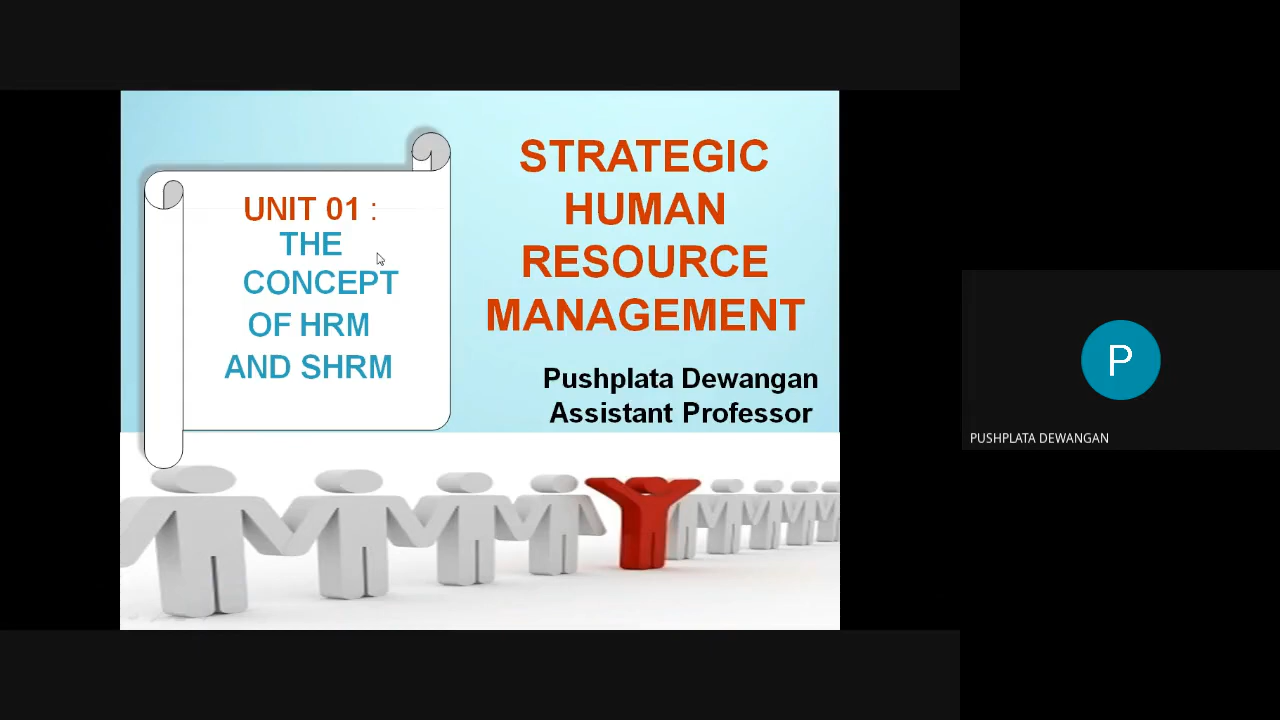 UNIT 01 :
THE
CONCEPT
OF HRM
AND SHRM
STRATEGIC
HUMAN
RESOURCE
MANAGEMENT
Pushplata Dewangan
Assistant Professor
P
PUSHPLATA DEWANGAN